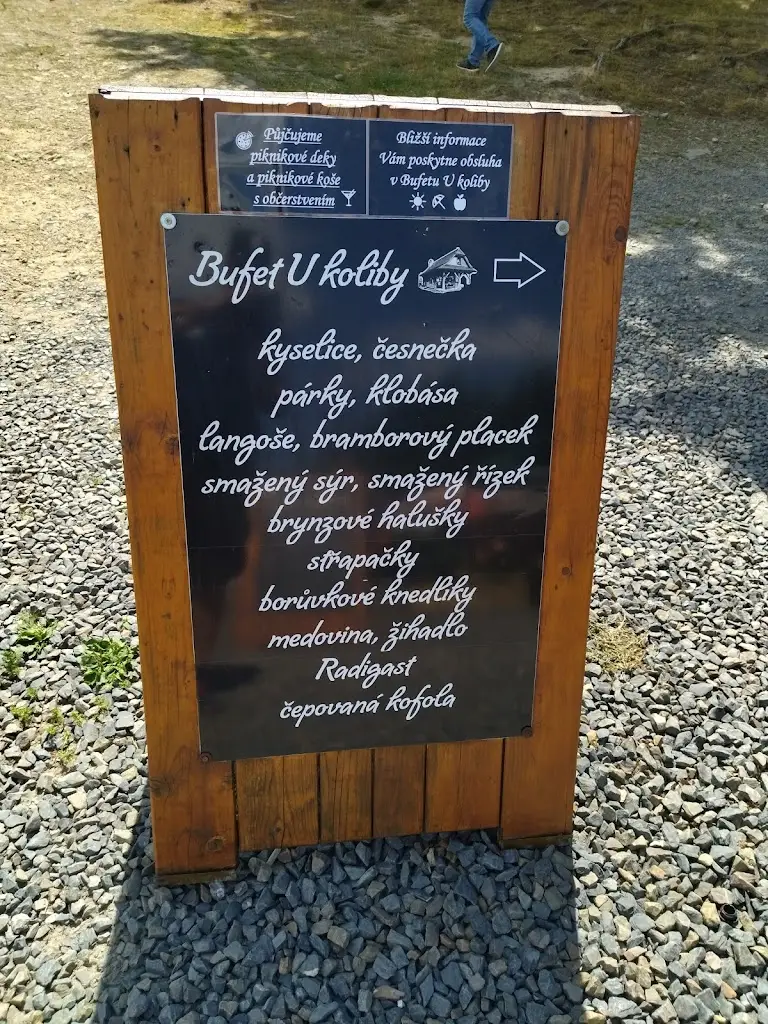 Půjčujeme
piknikové deky
a piknikové koše
s občerstvením
Bližší informace
Vám poskytne obsluha
v Bufetu U koliby
Bufet U koliby
kyselice, česnečka
párky, klobása
langoše, bramborový placek
smažený sýr, smažený řízek
brynzové halušky
střapačky
borůvkové knedlíky
medovina, žihadlo
Radigast
čepovaná kofola